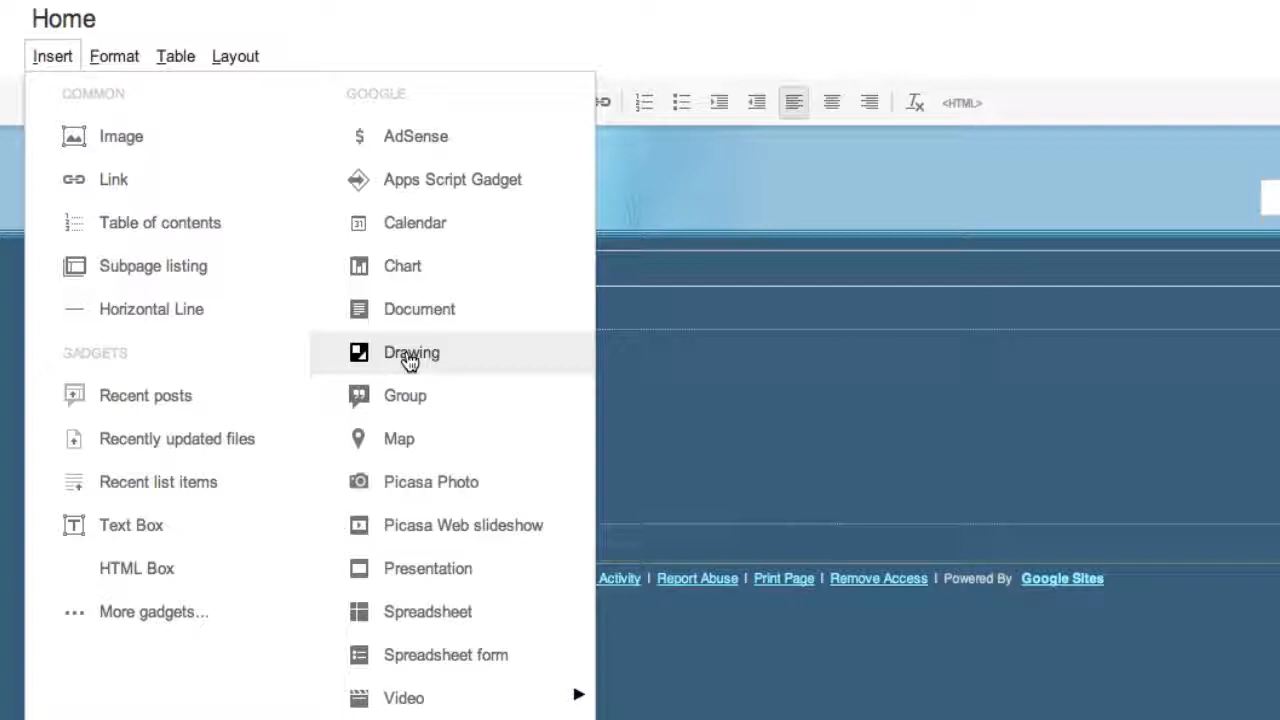 Home
Insert Format Table Layout
COMMON
Image
Link
Table of contents
Subpage listing
Horizontal Line
GADGETS
Recent posts
Recently updated files
Recent list items
Text Box
HTML Box
More gadgets...
GOOGLE
$ AdSense
Apps Script Gadget
31 Calendar
Chart
Document
Drawing
Group
Map
Picasa Photo
Picasa Web slideshow
Presentation
Spreadsheet
Spreadsheet form
Video
<HTML>
Activity | Report Abuse | Print Page | Remove Access | Powered By Google Sites